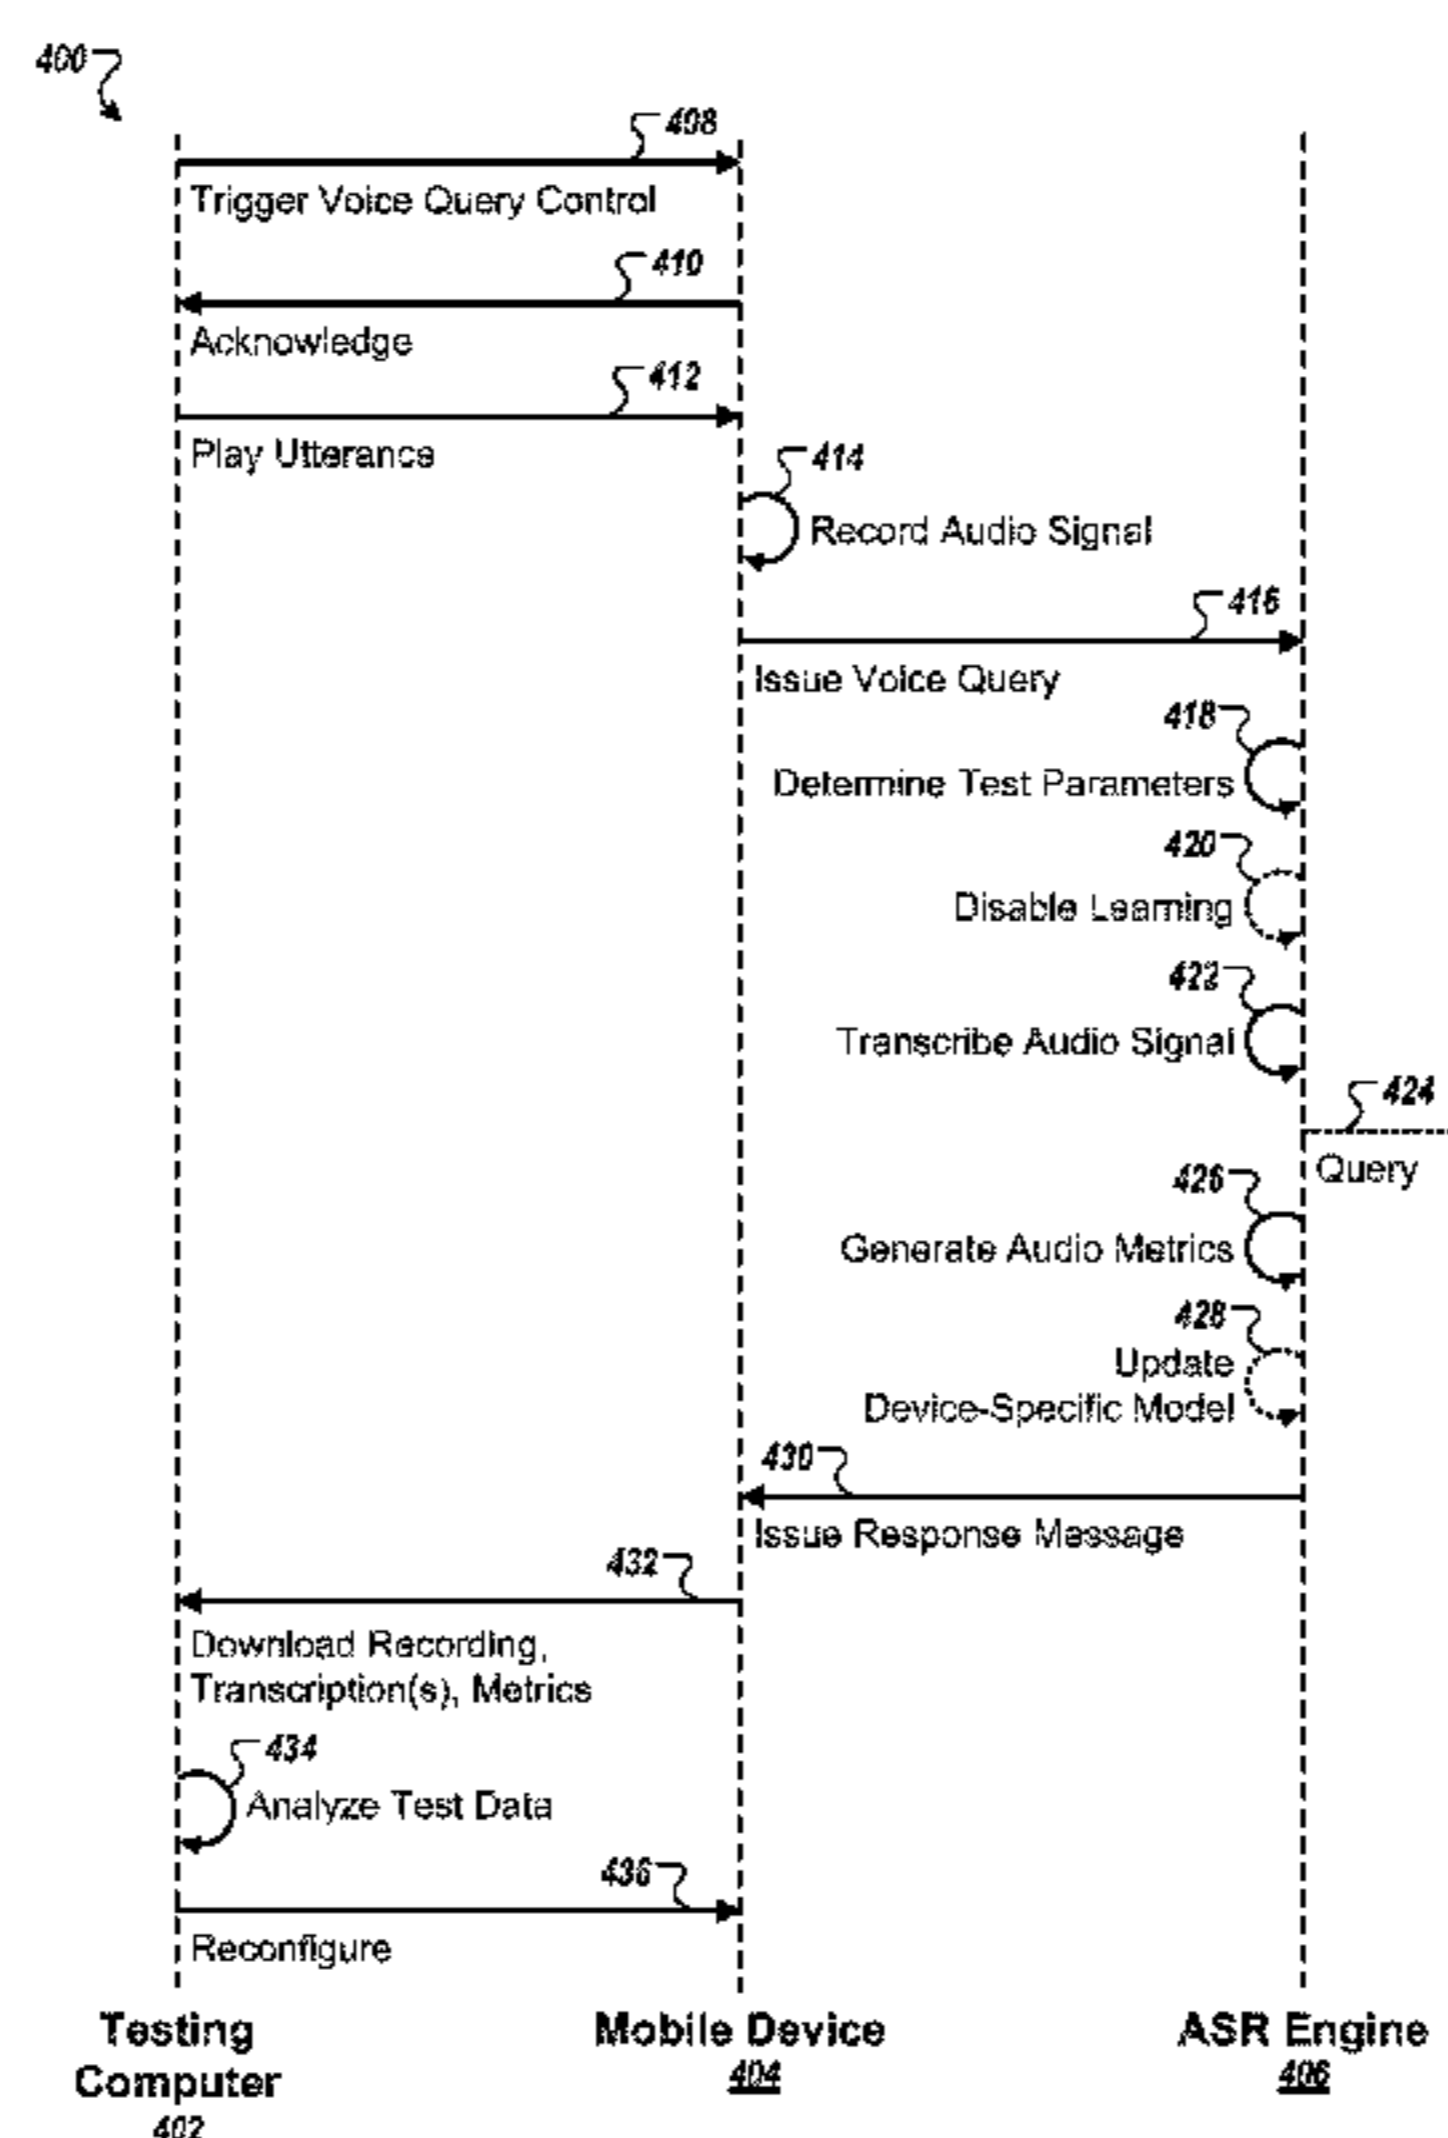 400
408
Trigger Voice Query Control
410
Acknowledge
412
Play Utterance
414
Record Audio Signal
416
Issue Voice Query
418
Determine Test Parameters
420
Disable Learning
422
Transcribe Audio Signal
424
Query
426
Generate Audio Metrics
428
Update
Device-Specific Model
430
Issue Response Message
432
Download Recording,
Transcription(s), Metrics
434
Analyze Test Data
436
Reconfigure
Testing
Computer
402
Mobile Device
404
ASR Engine
406